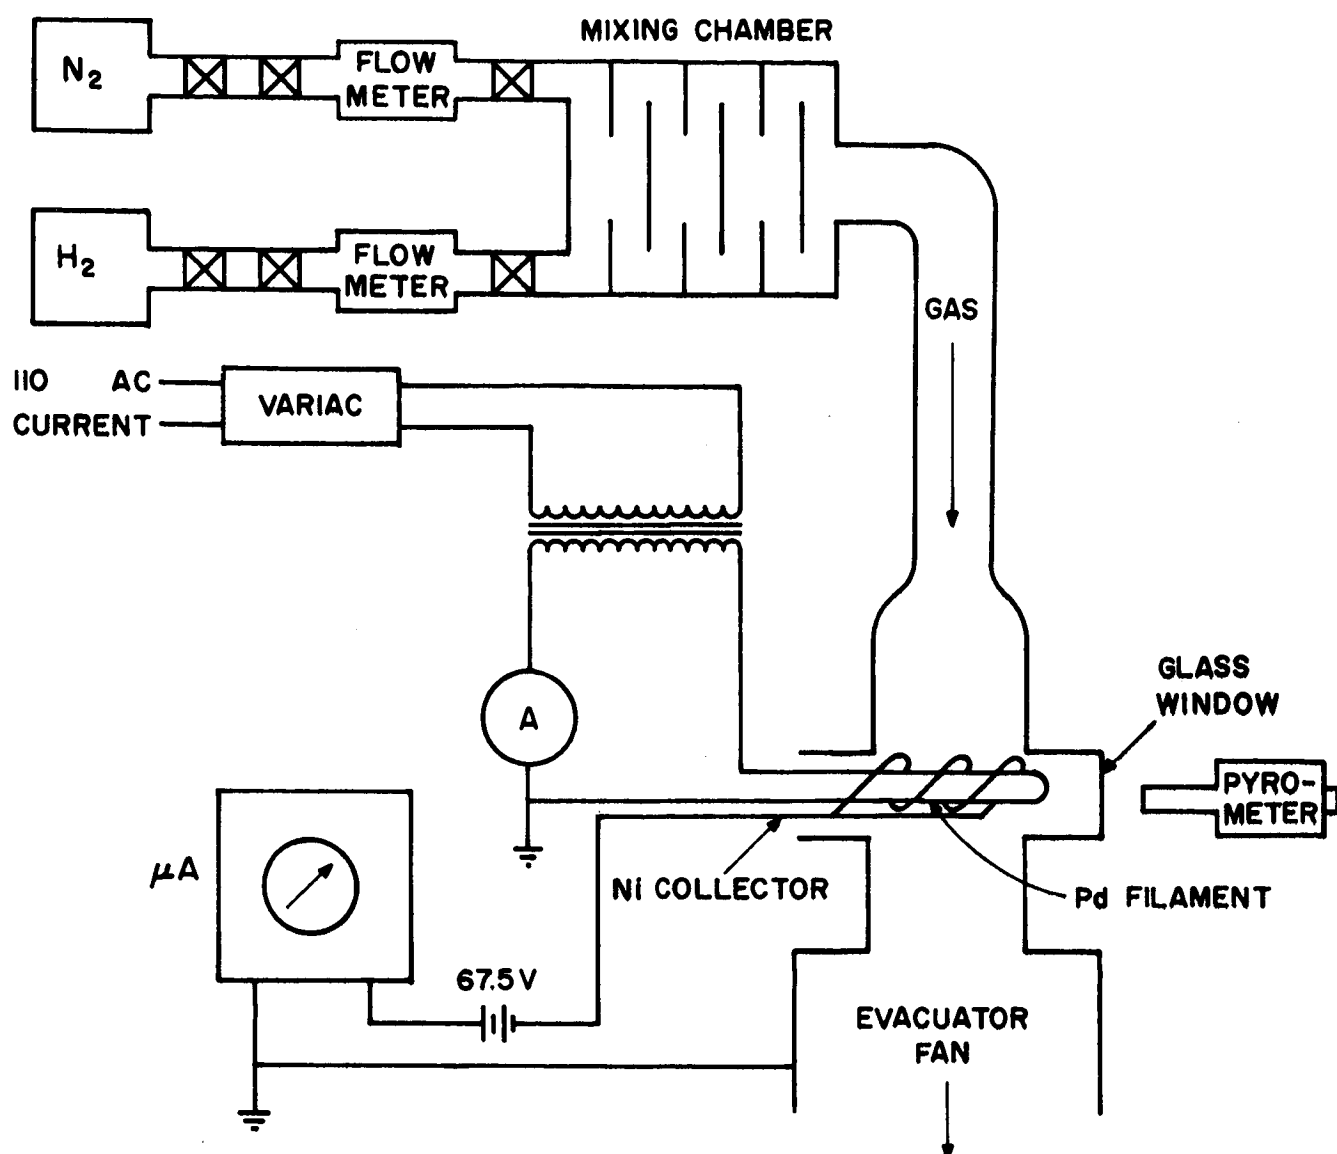 MIXING CHAMBER
N2
FLOW
METER
H2
FLOW
METER
GAS
110 AC
CURRENT
VARIAC
GLASS
WINDOW
A
PYRO-
METER
μA
Ni COLLECTOR
Pd FILAMENT
67.5V
EVACUATOR
FAN